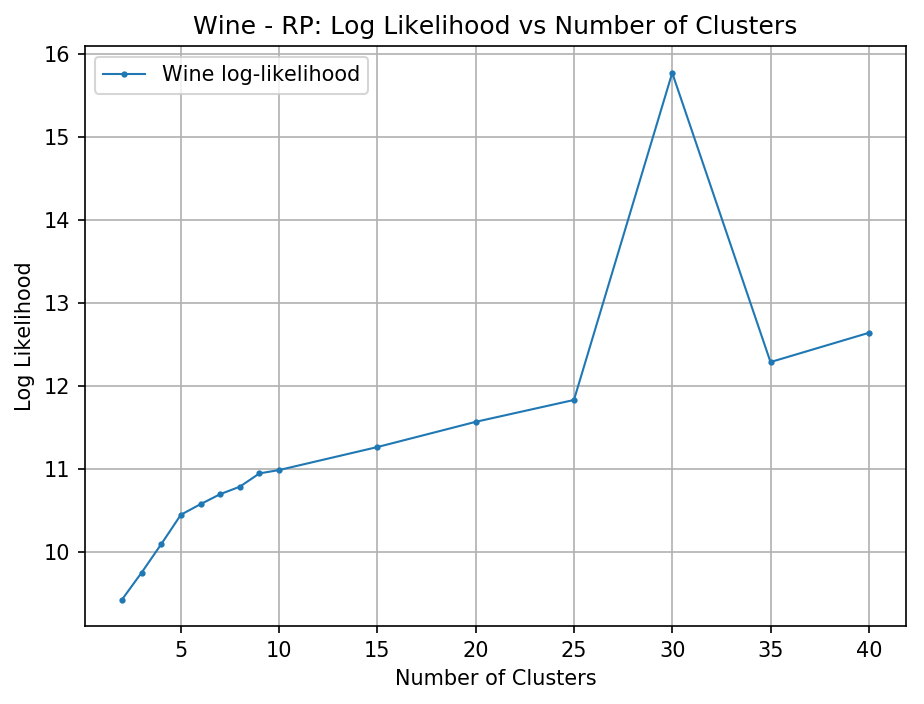 Wine - RP: Log Likelihood vs Number of Clusters
Wine log-likelihood
16
15
14
13
12
11
10
Log Likelihood
5 10 15 20 25 30 35 40
Number of Clusters